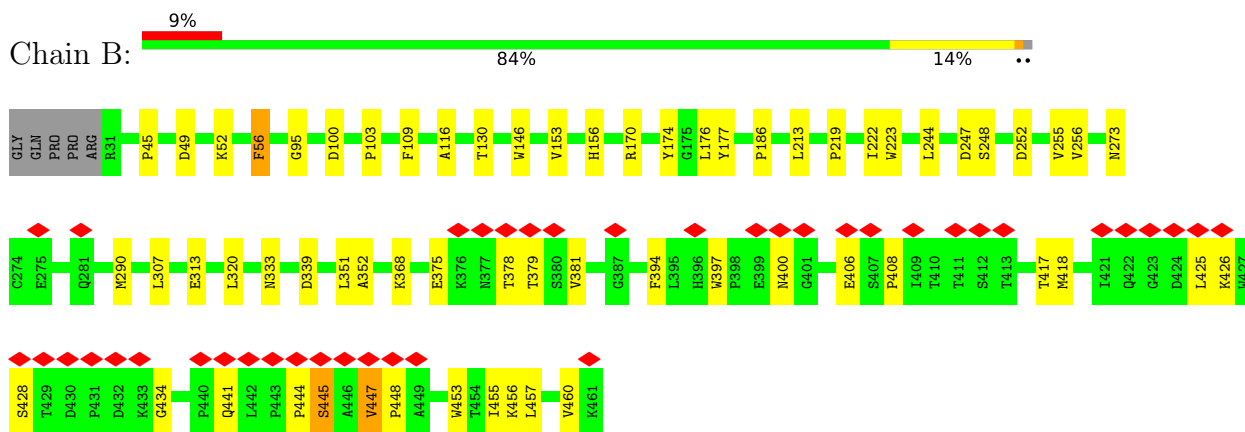 9%
Chain B:
84% 14% ••
GLY GLN PRO PRO ARG R31 P45 D49 K52 F56 G95 D100 P103 F109 A116 T130 W146 V153 H156 R170 Y174 G175 L176 Y177 P186 L213 P219 I222 W223 L244 D247 S248 D252 V255 V256 N273
C274 E275 Q281 M290 L307 E313 L320 N333 D339 L351 A352 K368 E375 K376 N377 T378 T379 S380 V381 G387 F394 L395 H396 W397 P398 E399 N400 G401 E406 S407 P408 I409 T410 T411 S412 T413 T417 M418 I421 Q422 G423 D424 L425 K426 W427
S428 T429 D430 P431 D432 K433 G434 P440 Q441 L442 P443 P444 S445 A446 V447 P448 A449 W453 T454 I455 K456 L457 V460 K461